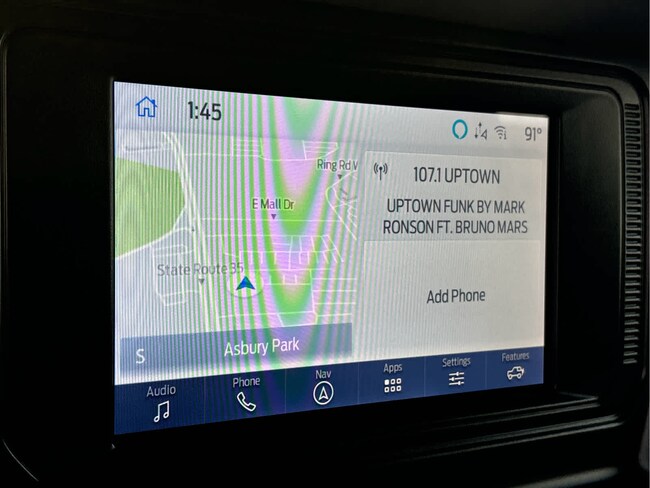 1:45
91°
Ring Rd W
E Mall Dr
State Route 35
S
Asbury Park
107.1 UPTOWN
UPTOWN FUNK BY MARK
RONSON FT. BRUNO MARS
Add Phone
Audio
Phone
Nav
Apps
Settings
Features